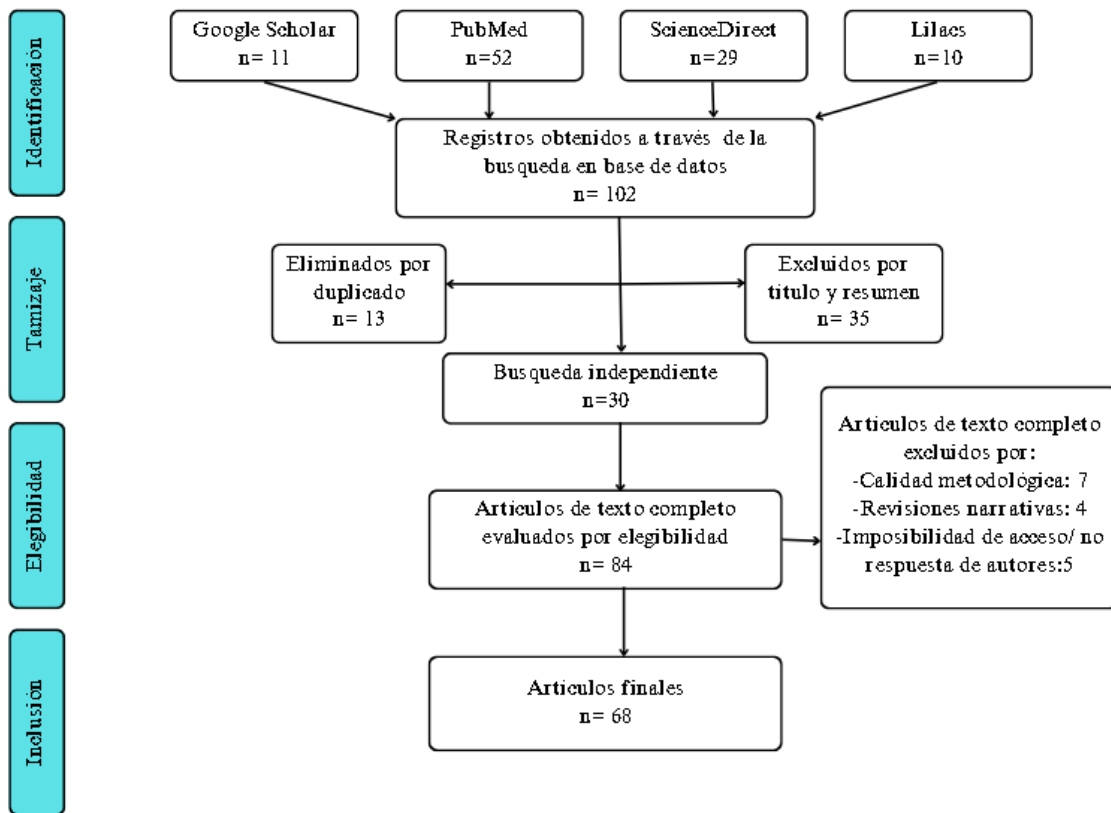 Identificación
Google Scholar
n= 11
PubMed
n=52
ScienceDirect
n=29
Lilacs
n=10
Registros obtenidos a través de la
busqueda en base de datos
n= 102
Tamizaje
Eliminados por
duplicado
n= 13
Excluidos por
titulo y resumen
n= 35
Busqueda independiente
n=30
Elegibilidad
Articulos de texto completo
evaluados por elegibilidad
n= 84
Articulos de texto completo
excluidos por:
-Calidad metodológica: 7
-Revisiones narrativas: 4
-Imposibilidad de acceso/ no
respuesta de autores:5
Inclusión
Articulos finales
n= 68